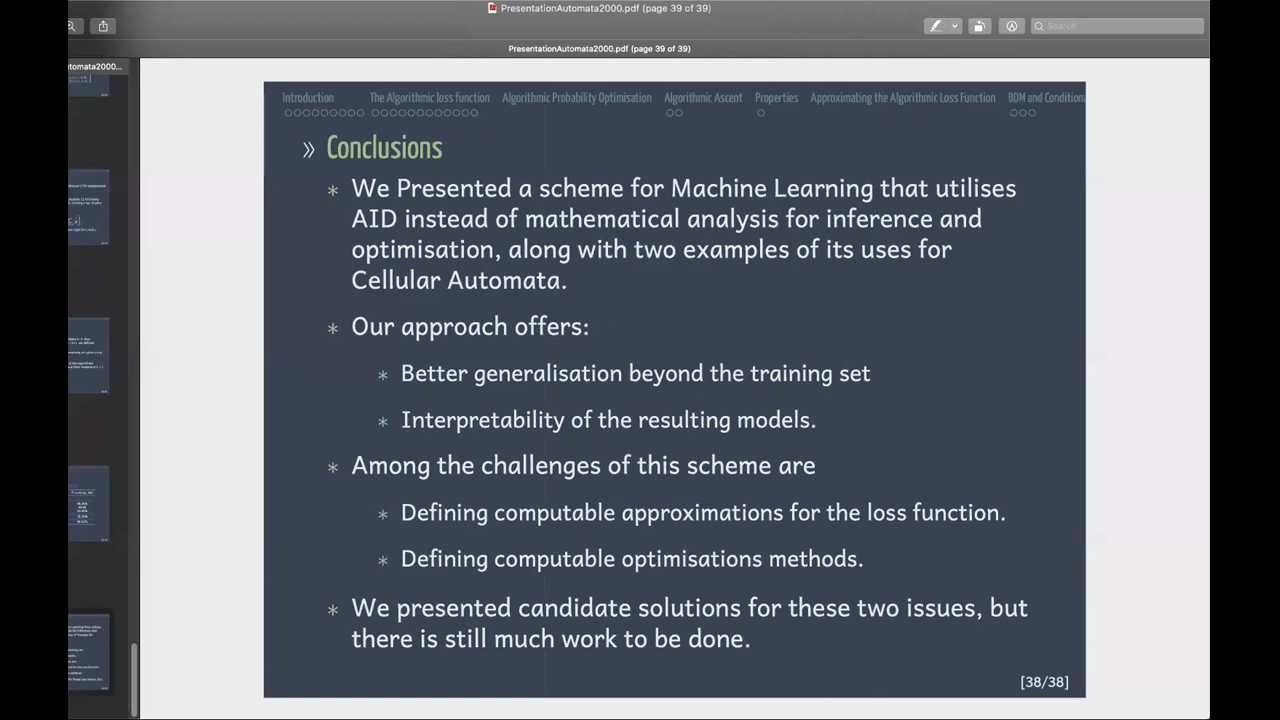 PresentationAutomata2000.pdf (page 39 of 39)
Search
PresentationAutomata2000.pdf (page 39 of 39)
tomata2000...
Introduction
The Algorithmic loss function
Algorithmic Probability Optimisation
Algorithmic Ascent
Properties
Approximating the Algorithmic Loss Function
BDM and Conditiona
» Conclusions
* We Presented a scheme for Machine Learning that utilises
AID instead of mathematical analysis for inference and
optimisation, along with two examples of its uses for
Cellular Automata.
* Our approach offers:
* Better generalisation beyond the training set
* Interpretability of the resulting models.
* Among the challenges of this scheme are
* Defining computable approximations for the loss function.
* Defining computable optimisations methods.
* We presented candidate solutions for these two issues, but
there is still much work to be done.
[38/38]